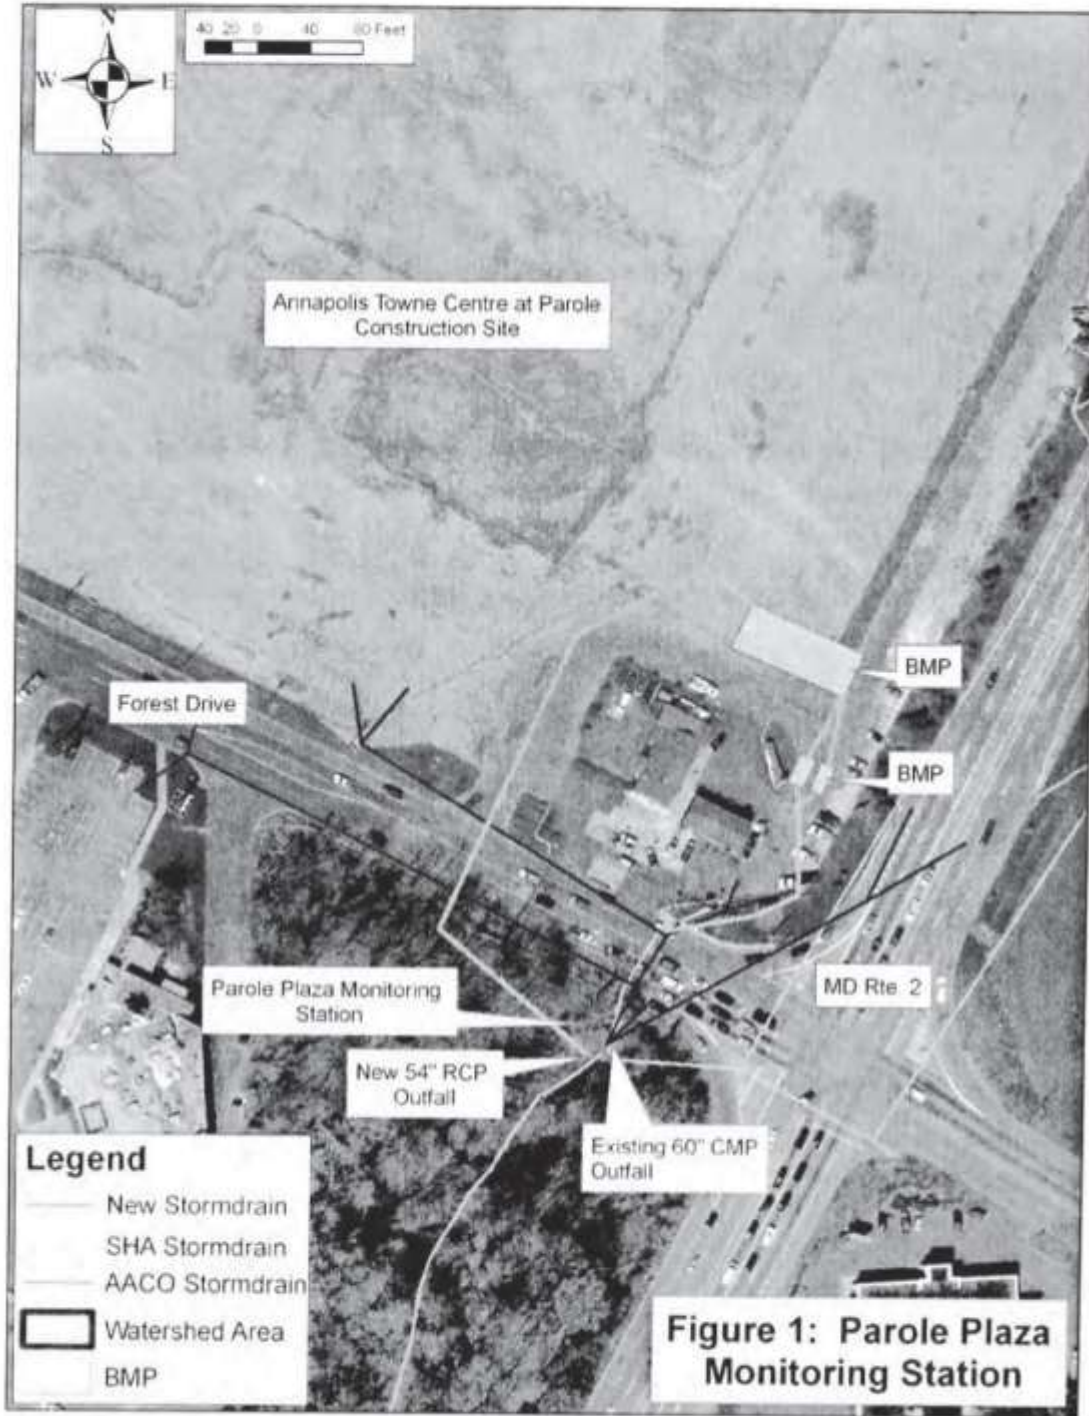 N
W E
S
40 20 0 40 80 Feet
Annapolis Towne Centre at Parole
Construction Site
BMP
Forest Drive
BMP
MD Rte. 2
Parole Plaza Monitoring
Station
New 54" RCP
Outfall
Existing 60" CMP
Outfall
Legend
New Stormdrain
SHA Stormdrain
AACO Stormdrain
Watershed Area
BMP
Figure 1: Parole Plaza
Monitoring Station